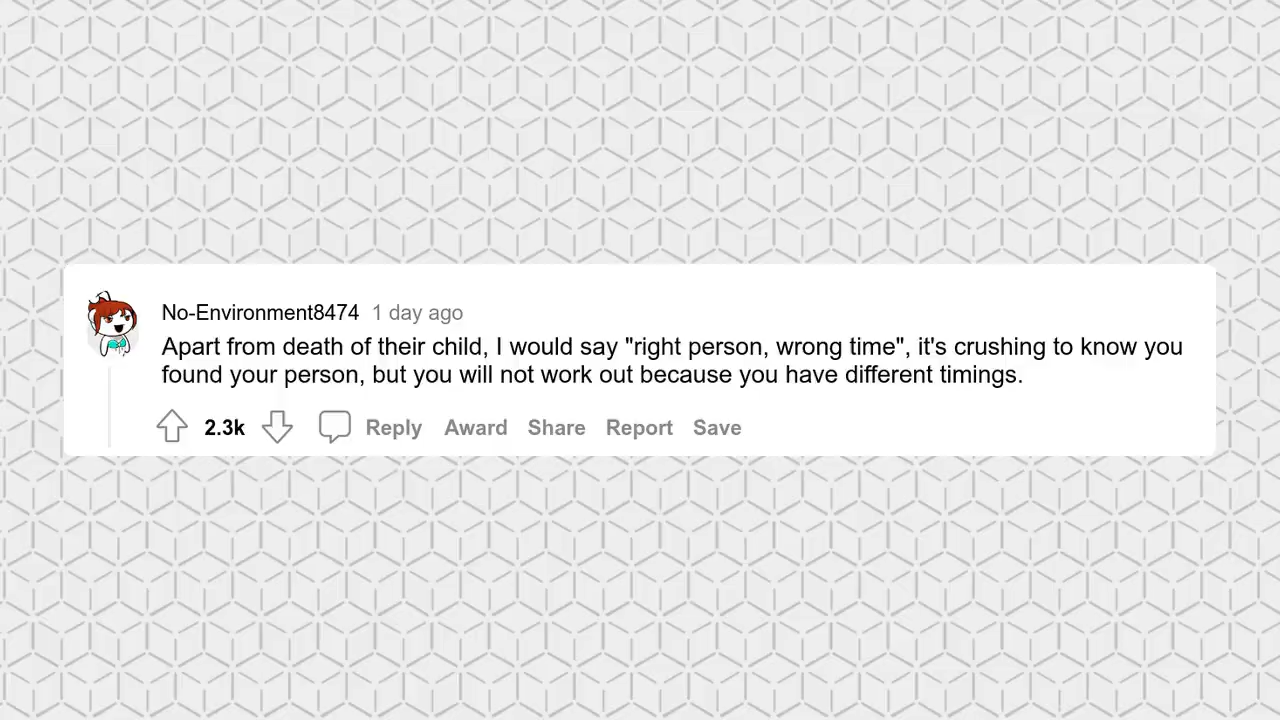 No-Environment8474 1 day ago
Apart from death of their child, I would say "right person, wrong time", it's crushing to know you
found your person, but you will not work out because you have different timings.
2.3k Reply Award Share Report Save